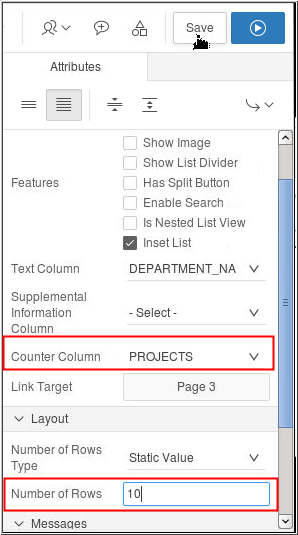 Save
Attributes
Show Image
Show List Divider
Features
Has Split Button
Enable Search
Is Nested List View
Inset List
Text Column
DEPARTMENT_NA
Supplemental
Information
Column
- Select -
Counter Column
PROJECTS
Link Target
Page 3
Layout
Number of Rows
Type
Static Value
Number of Rows
10
Messages